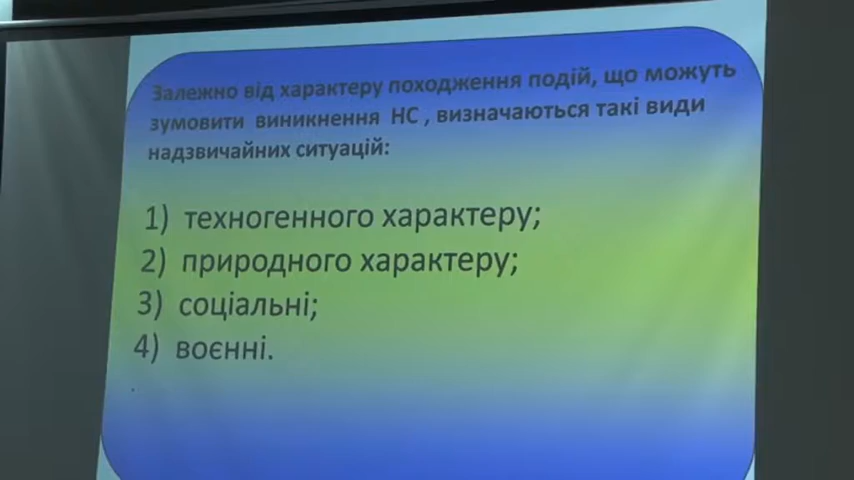 Залежно від характеру походження подій, що можуть
зумовити виникнення НС , визначаються такі види
надзвичайних ситуацій:
1) техногенного характеру;
2) природного характеру;
3) соціальні;
4) воєнні.
.